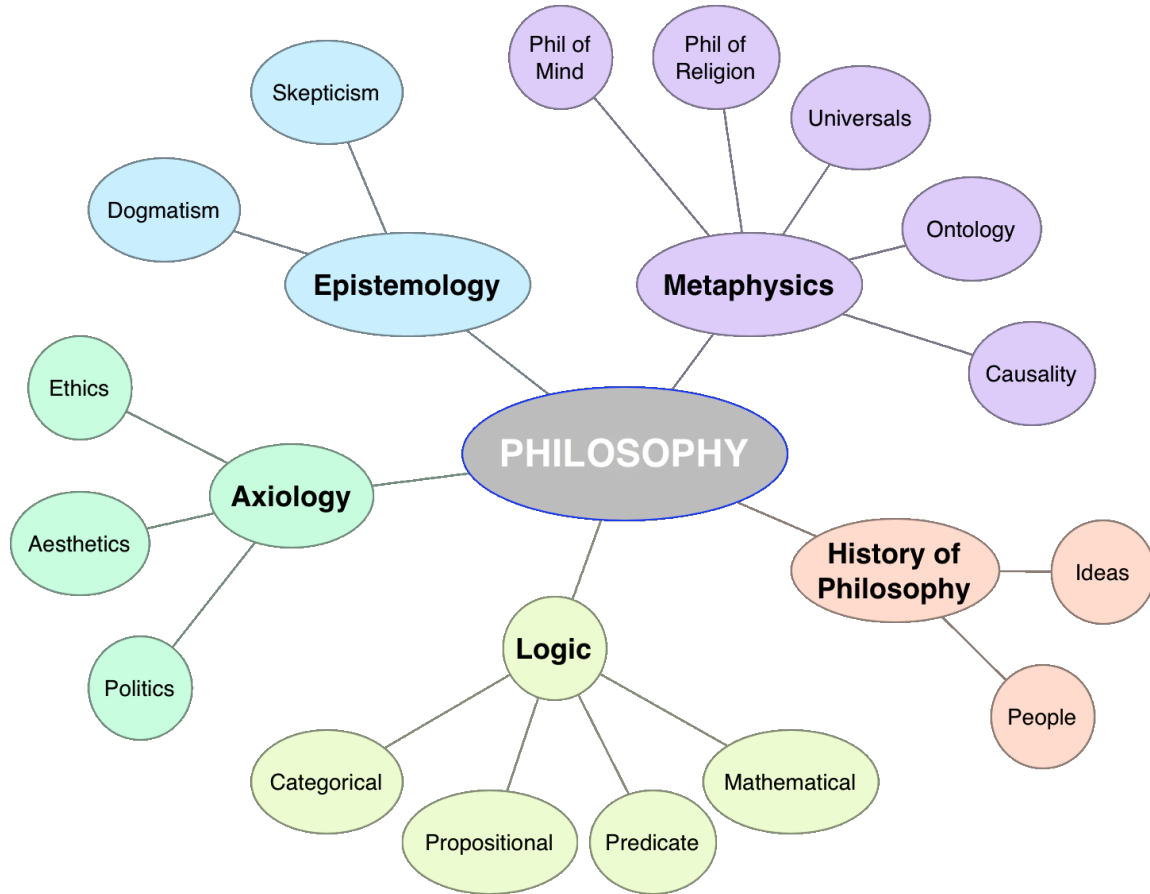 Phil of
Mind
Phil of
Religion
Skepticism
Universals
Dogmatism
Ontology
Epistemology
Metaphysics
Causality
Ethics
PHILOSOPHY
Axiology
Aesthetics
History of
Philosophy
Ideas
Logic
Politics
People
Categorical
Mathematical
Propositional
Predicate